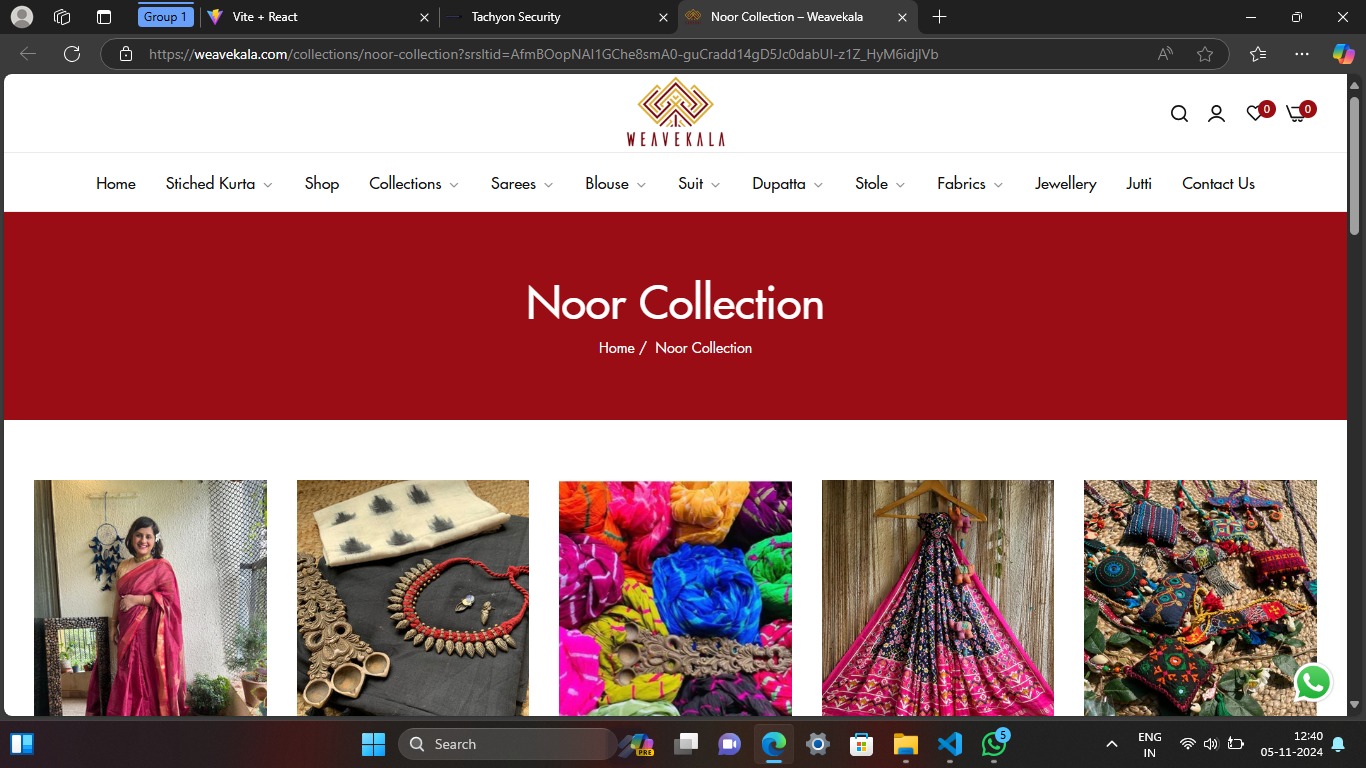 Group 1
Vite + React
Tachyon Security
Noor Collection – Weavekala
https://weavekala.com/collections/noor-collection?srsltid=AfmBOopNAI1GChe8smA0-guCradd14gD5Jc0dabUI-z1Z_HyM6idjIVb
WEAVEKALA
0
0
Home Stiched Kurta Shop Collections Sarees Blouse Suit Dupatta Stole Fabrics Jewellery Jutti Contact Us
Noor Collection
Home / Noor Collection
Search
PRE
5
ENG
IN
12:40
05-11-2024